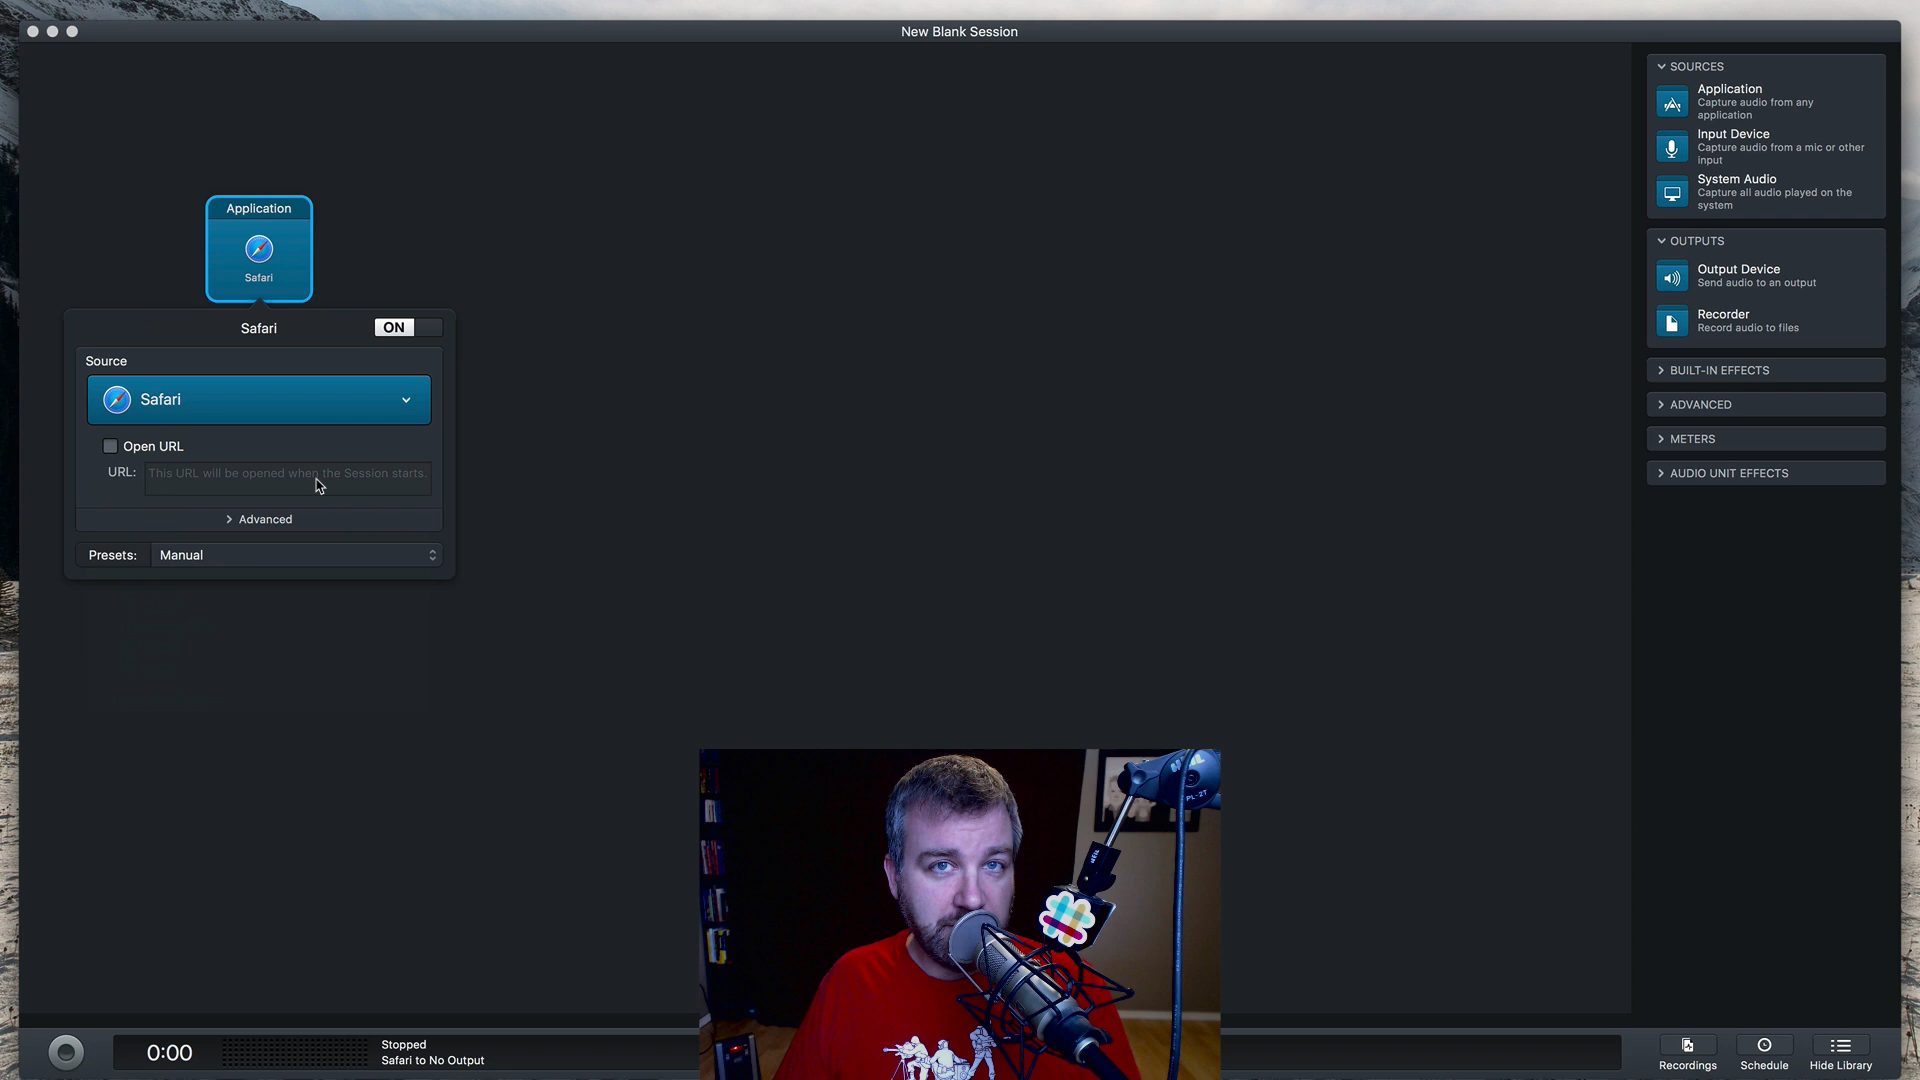 New Blank Session
Application
Safari
Safari
ON
Source
Safari
Open URL
URL:
This URL will be opened when the Session starts.
Advanced
Presets:
Manual
SOURCES
Application
Capture audio from any
application
Input Device
Capture audio from a mic or other
input
System Audio
Capture all audio played on the
system
OUTPUTS
Output Device
Send audio to an output
Recorder
Record audio to files
BUILT-IN EFFECTS
ADVANCED
METERS
AUDIO UNIT EFFECTS
PL-2T
0:00
Stopped
Safari to No Output
Recordings
Schedule
Hide Library